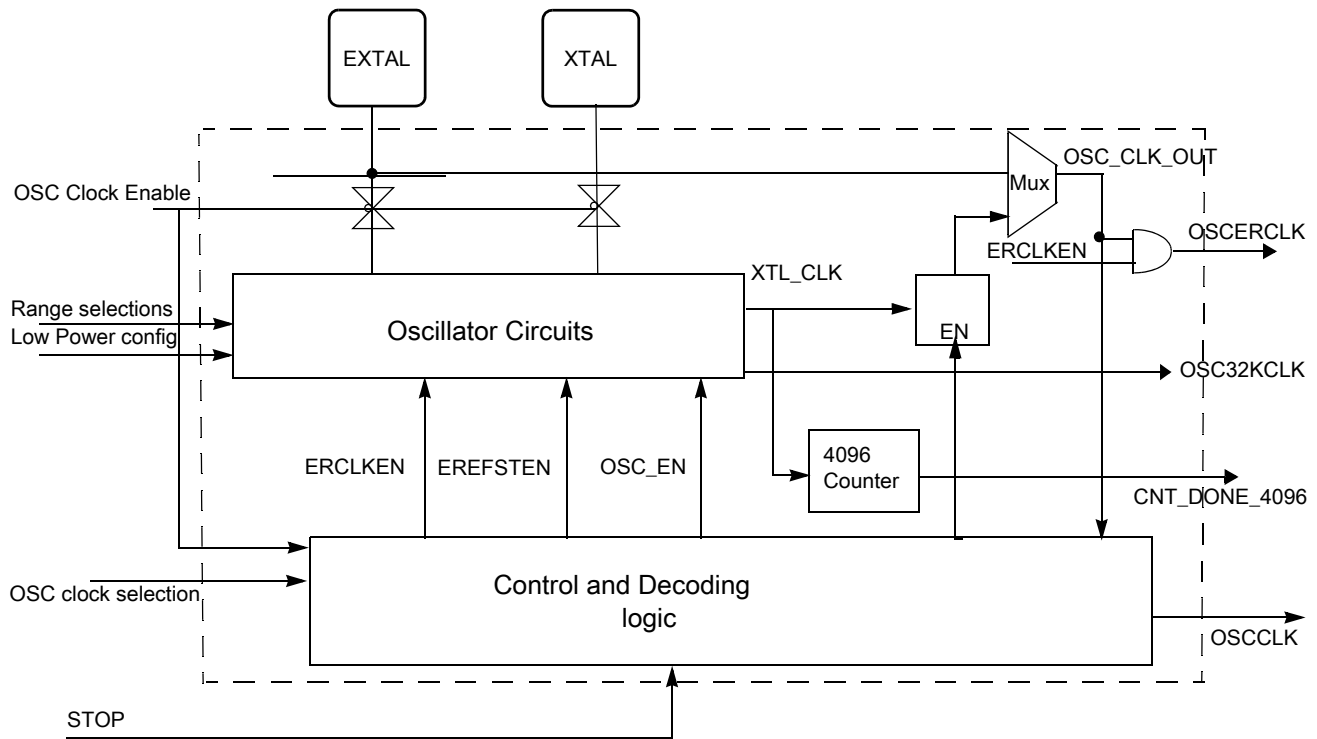 EXTAL
XTAL
OSC_CLK_OUT
Mux
OSC Clock Enable
OSCERCLK
ERCLKEN
XTL_CLK
Range selections
Oscillator Circuits
EN
Low Power config
OSC32KCLK
4096
Counter
ERCLKEN
EREFSTEN
OSC_EN
CNT_DONE_4096
Control and Decoding
logic
OSC clock selection
OSCCLK
STOP